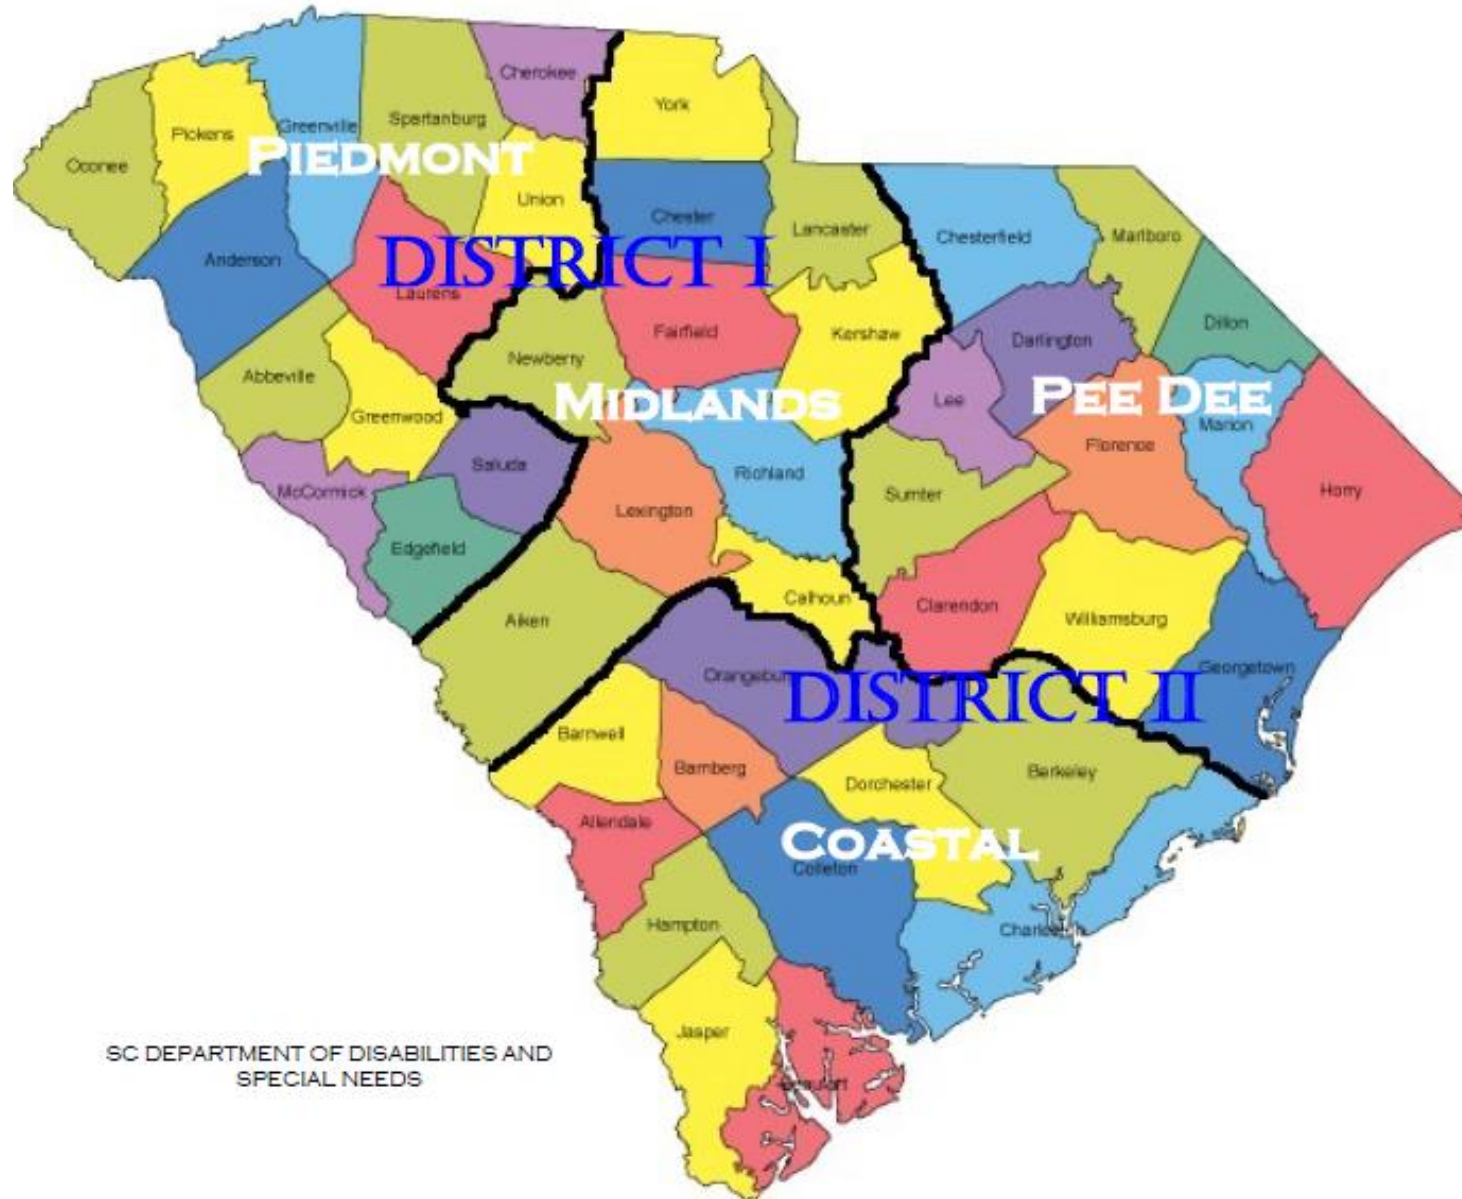 Cherokee
York
Spartanburg
Greenville
Pickens
PIEDMONT
Oconee
Union
Chester
Lancaster
Chesterfield
Marlboro
Anderson
DISTRICT I
Laurens
Dillon
Fairfield
Kershaw
Darlington
Newberry
Abbeville
MIDLANDS
Lee
PEE DEE
Greenwood
Marion
Florence
Saluda
Richland
McCormick
Sumter
Horry
Lexington
Edgefield
Calhoun
Clarendon
Aiken
Williamsburg
Georgetown
Orangeburg
DISTRICT II
Barnwell
Bamberg
Berkeley
Dorchester
Allendale
COASTAL
Colleton
Hampton
Charleston
Jasper
SC DEPARTMENT OF DISABILITIES AND
SPECIAL NEEDS
Beaufort